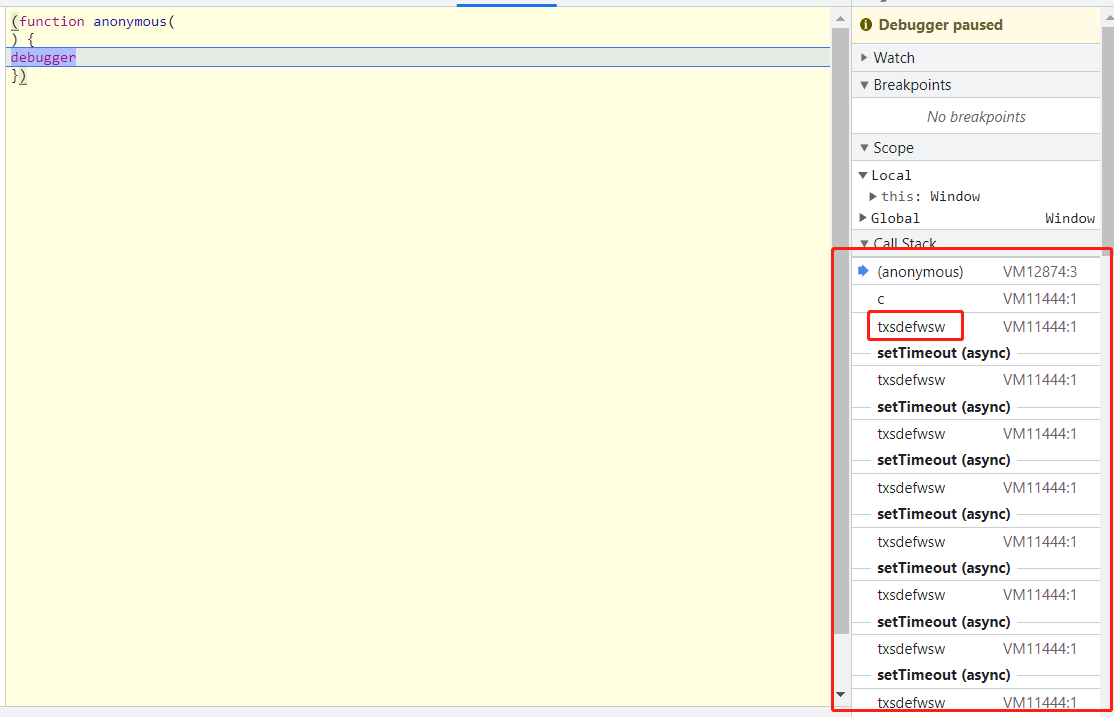 (function anonymous(
) {
debugger
})
Debugger paused
Watch
Breakpoints
No breakpoints
Scope
Local
this: Window
Global Window
Call Stack
(anonymous) VM12874:3
c VM11444:1
txsdefwsw VM11444:1
setTimeout (async)
txsdefwsw VM11444:1
setTimeout (async)
txsdefwsw VM11444:1
setTimeout (async)
txsdefwsw VM11444:1
setTimeout (async)
txsdefwsw VM11444:1
setTimeout (async)
txsdefwsw VM11444:1
setTimeout (async)
txsdefwsw VM11444:1
setTimeout (async)
txsdefwsw VM11444:1